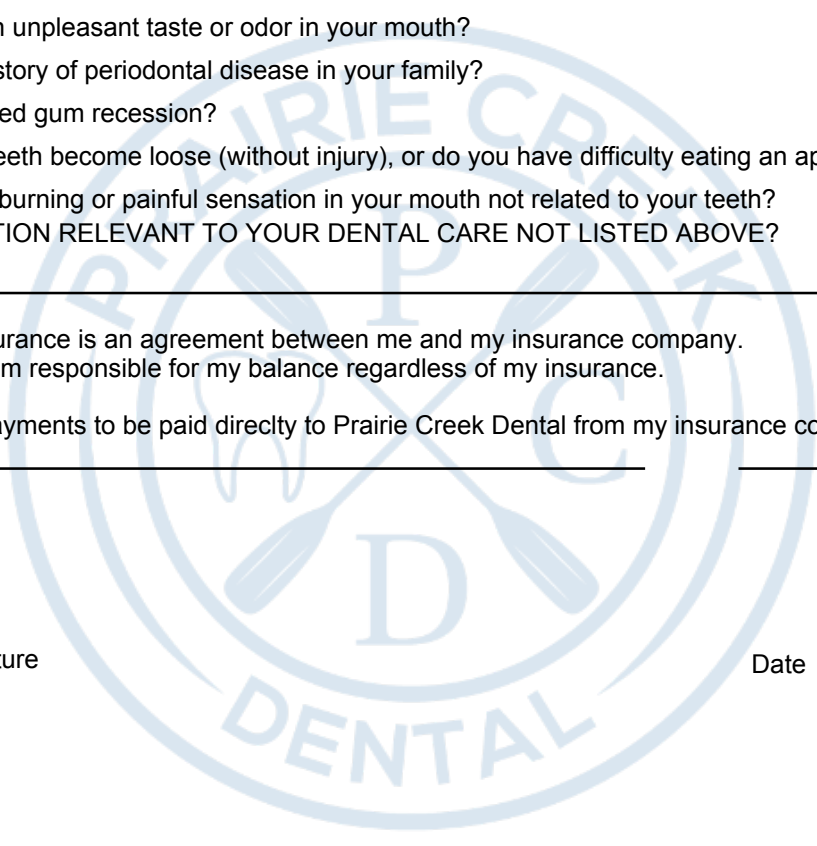 unpleasant taste or odor in your mouth?
story of periodontal disease in your family?
ed gum recession?
eeth become loose (without injury), or do you have difficulty eating an ap
burning or painful sensation in your mouth not related to your teeth?
TION RELEVANT TO YOUR DENTAL CARE NOT LISTED ABOVE?
urance is an agreement between me and my insurance company.
m responsible for my balance regardless of my insurance.
ayments to be paid direclty to Prairie Creek Dental from my insurance co
ture
Date
PRAIRIE CREEK
P
C
D
DENTAL